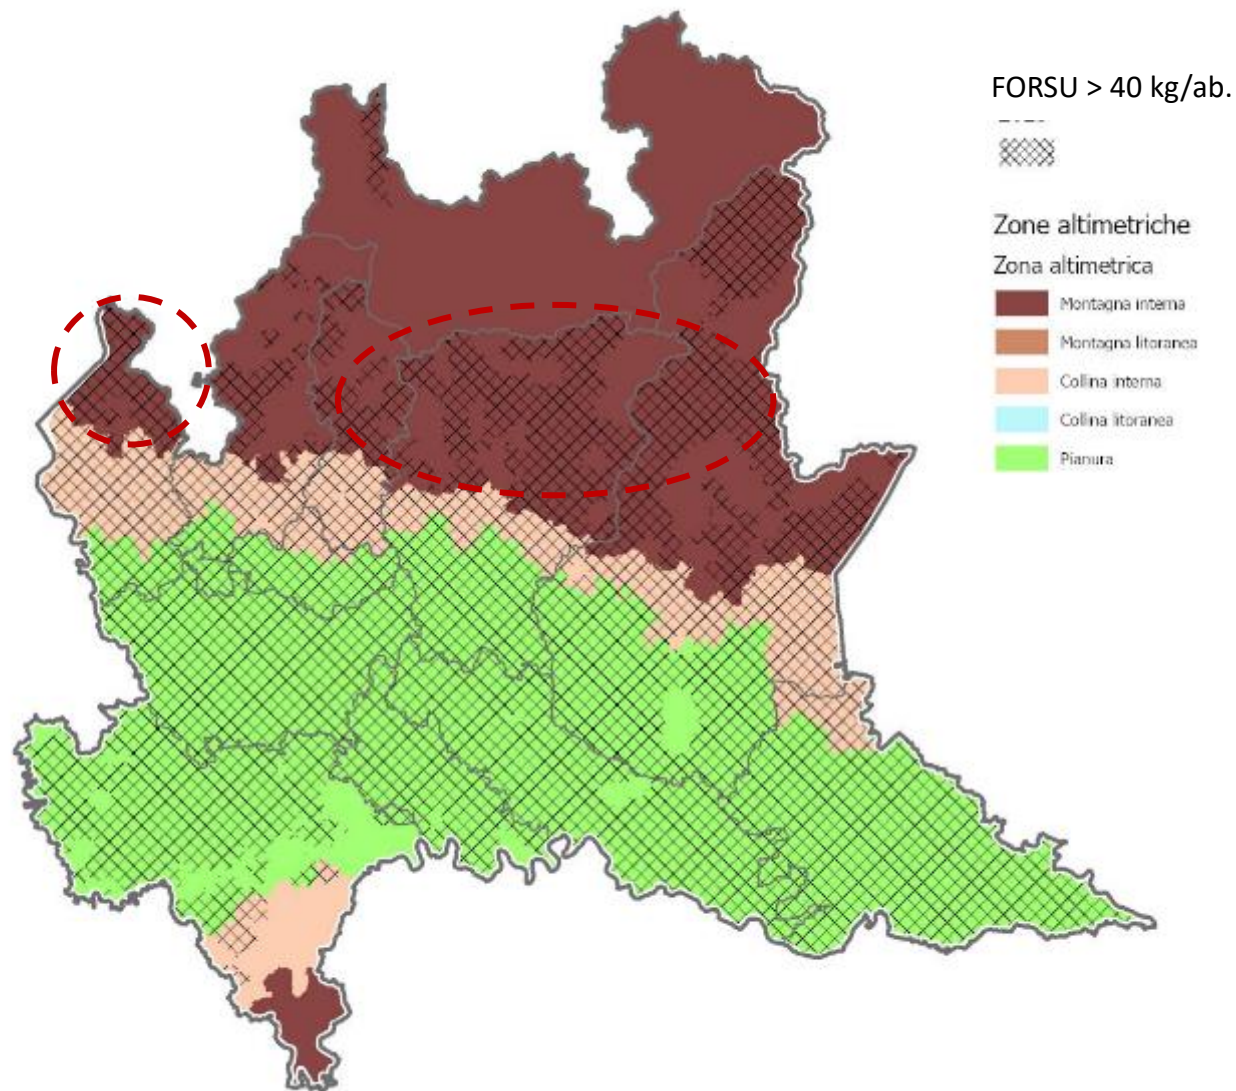 FORSU > 40 kg/ab.
Zone altimetriche
Zona altimetrica
Montagna interna
Montagna litoranea
Collina interna
Collina litoranea
Pianura